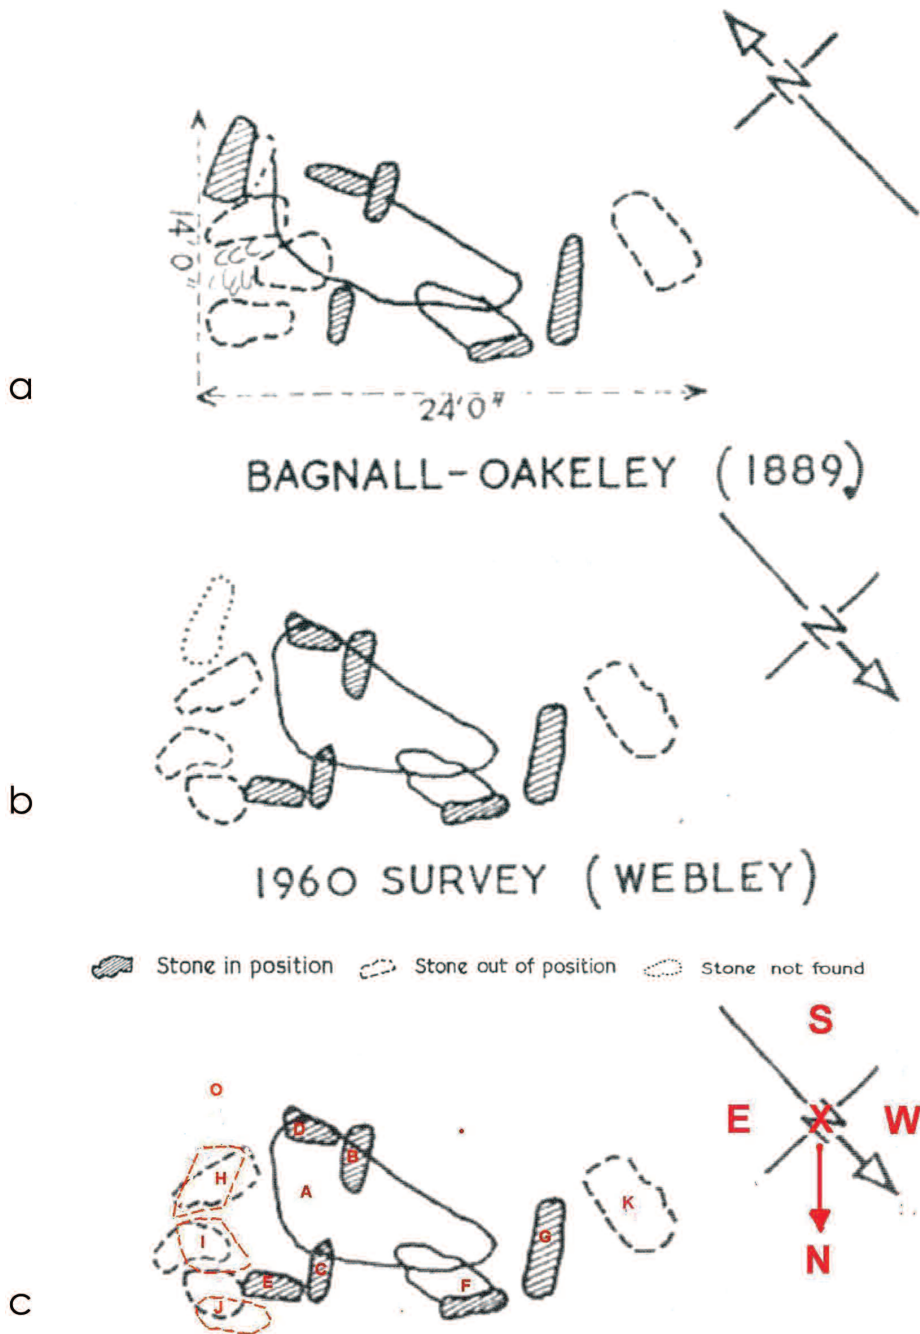 14' 0"
a
24'0"
BAGNALL-OAKELEY (1889)
b
1960 SURVEY (WEBLEY)
Stone in position
Stone out of position
Stone not found
S
O
E
X
W
D
B
H
A
K
I
G
C
E
F
J
N
c